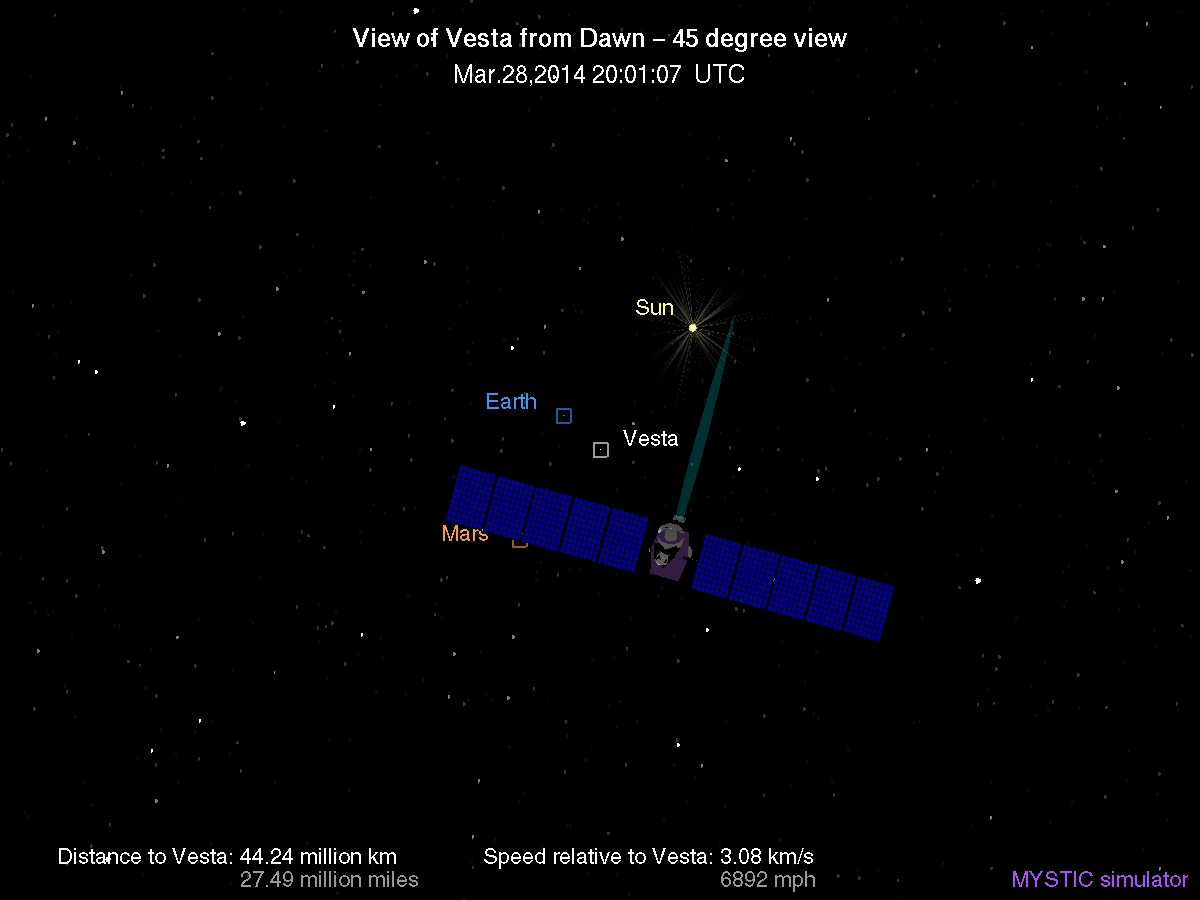 View of Vesta from Dawn – 45 degree view
Mar.28,2014 20:01:07 UTC
Sun
Earth
Vesta
Mars
Distance to Vesta: 44.24 million km
27.49 million miles
Speed relative to Vesta: 3.08 km/s
6892 mph
MYSTIC simulator